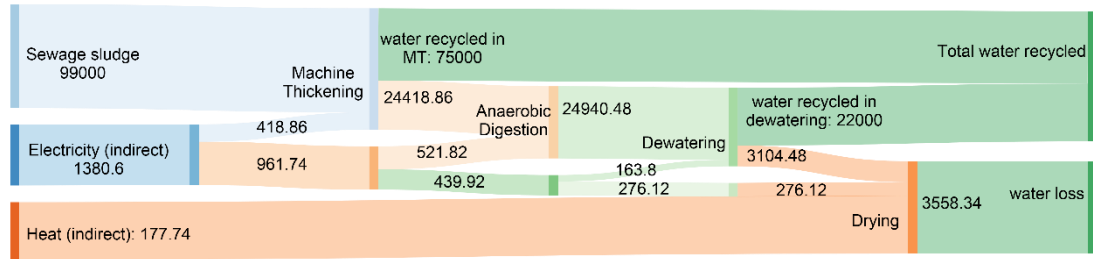 Sewage sludge
99000
Machine
Thickening
water recycled in
MT: 75000
Total water recycled
24418.86
Anaerobic
Digestion
24940.48
Dewatering
water recycled in
dewatering: 22000
418.86
Electricity (indirect)
1380.6
961.74
521.82
439.92
163.8
276.12
3104.48
276.12
Drying
3558.34
water loss
Heat (indirect): 177.74